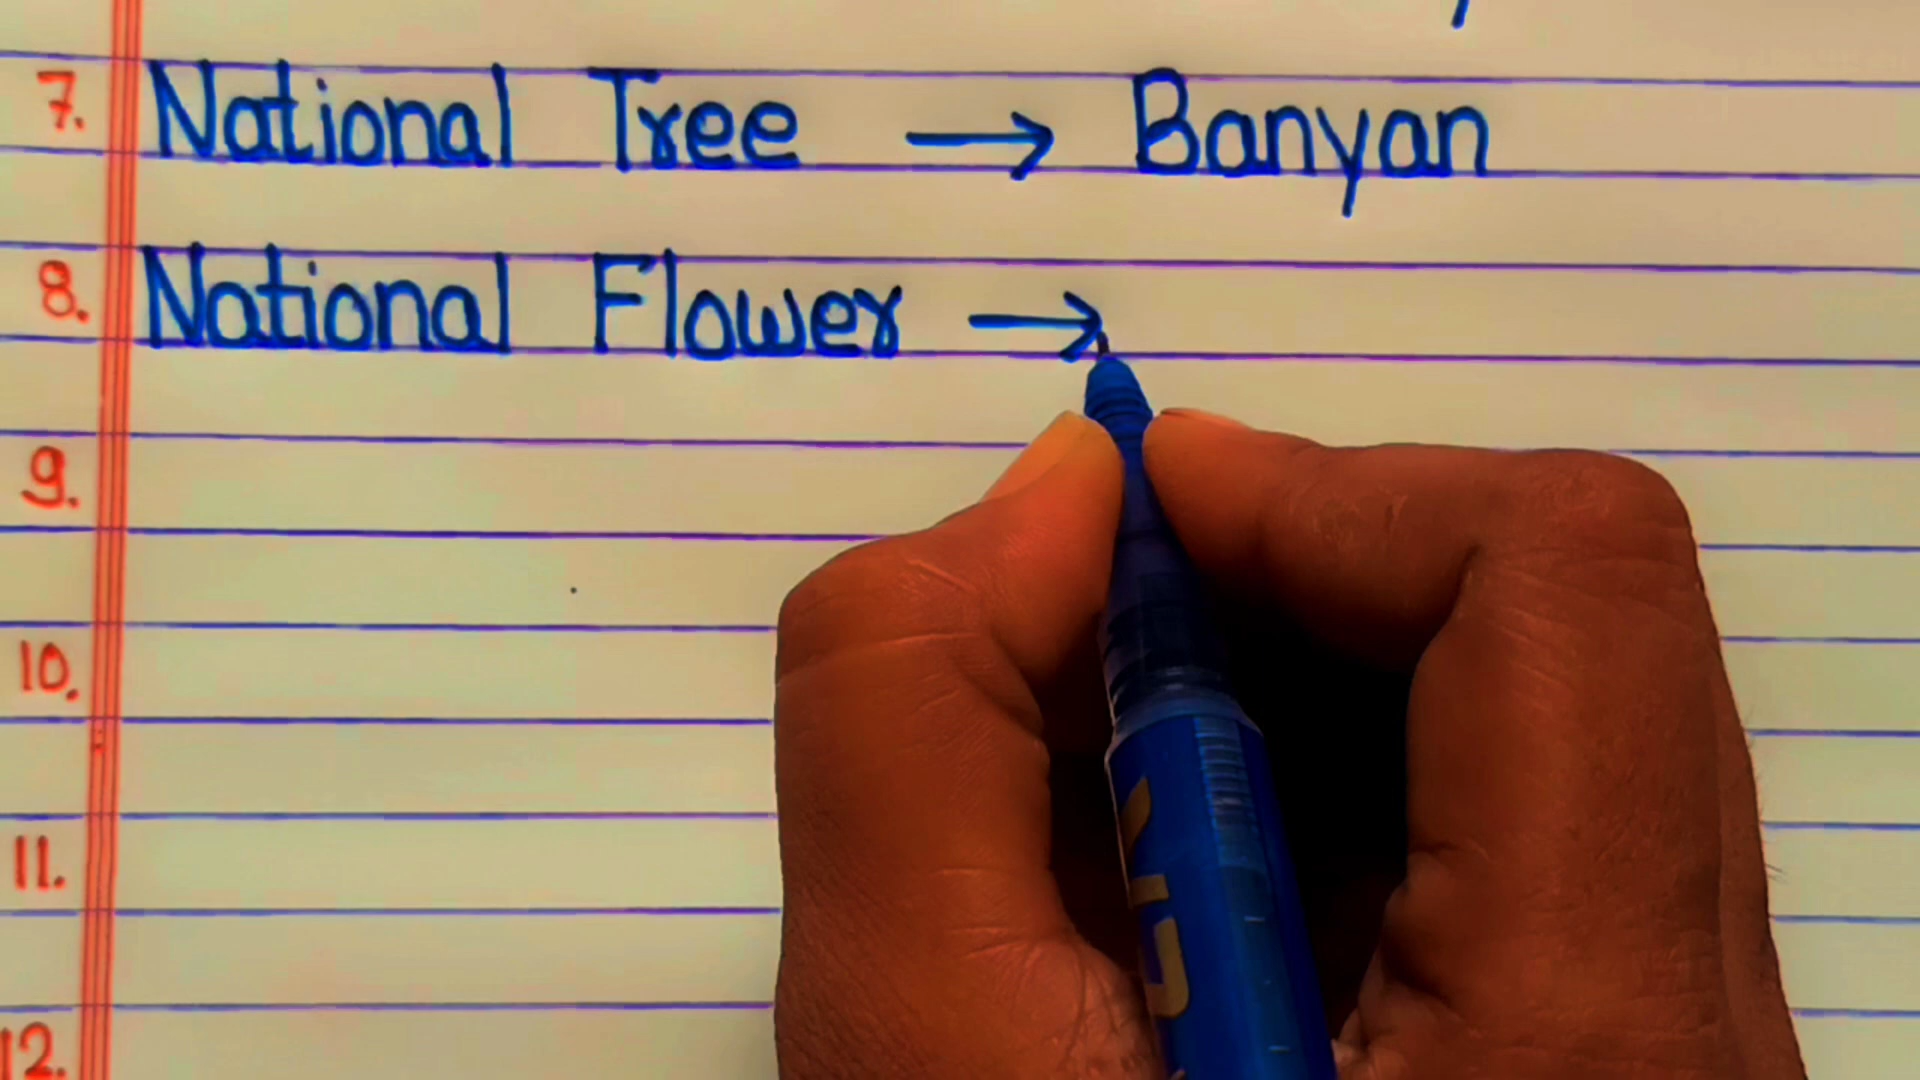 7. National Tree → Banyan
8. National Flower →
9.
10.
11.
12.